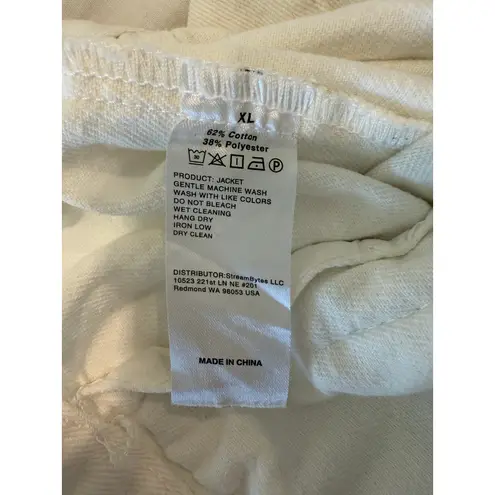 XL
62% Cotton
38% Polyester
PRODUCT: JACKET
GENTLE MACHINE WASH
WASH WITH LIKE COLORS
DO NOT BLEACH
WET CLEANING
HANG DRY
IRON LOW
DRY CLEAN
DISTRIBUTOR:StreamBytes LLC
10523 221st LN NE #201
Redmond WA 98053 USA
MADE IN CHINA